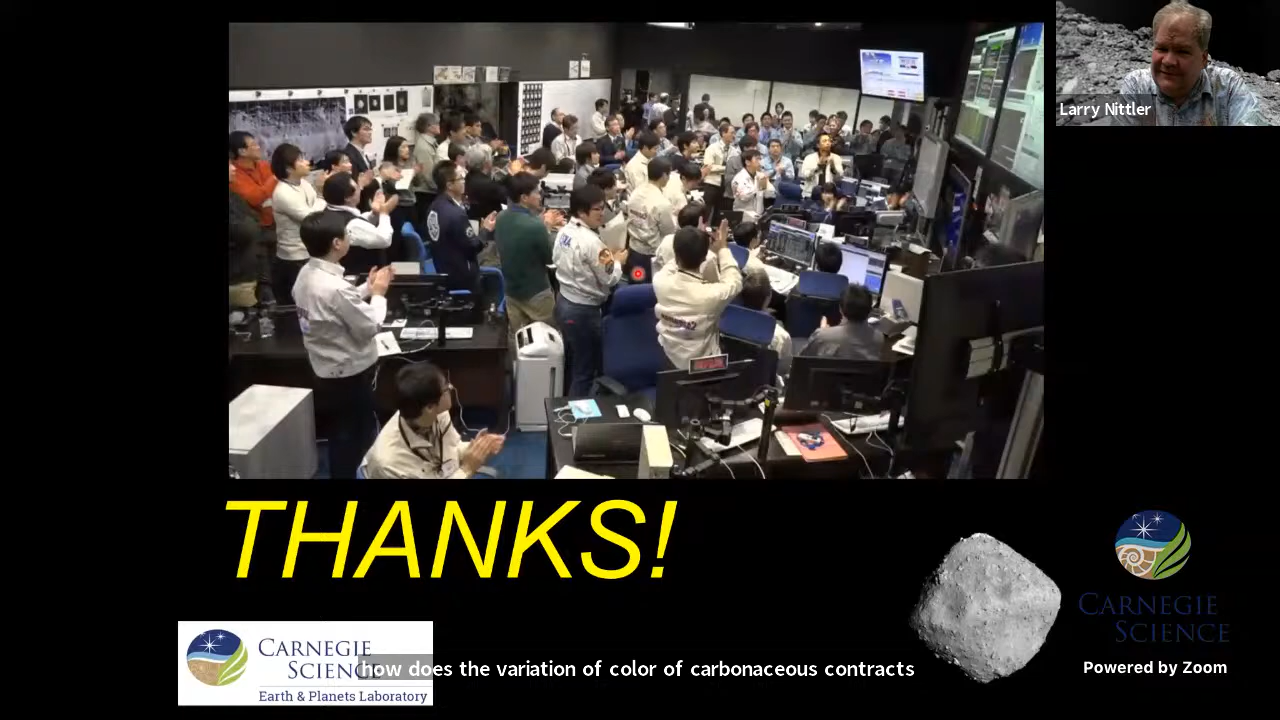 Larry Nittler
THANKS!
CARNEGIE
SCIENCE
Earth & Planets Laboratory
how does the variation of color of carbonaceous contracts
CARNEGIE
SCIENCE
Powered by Zoom